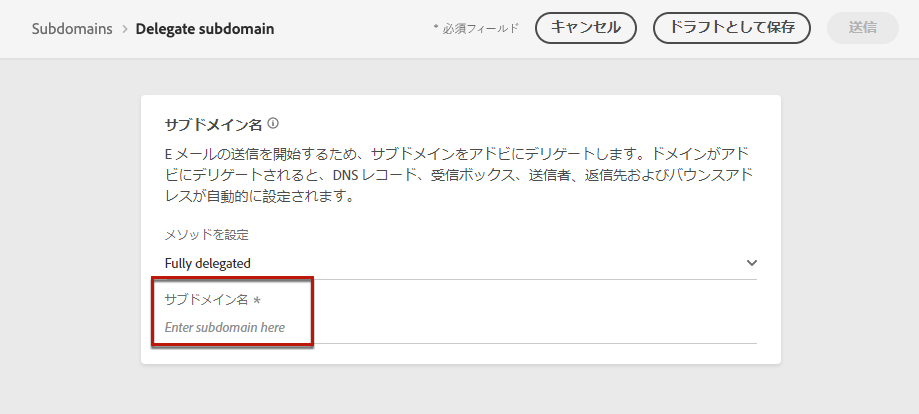 Subdomains > Delegate subdomain
* 必須フィールド
キャンセル
ドラフトとして保存
送信
サブドメイン名
E メールの送信を開始するため、サブドメインをアドビにデリゲートします。ドメインがアド
ビにデリゲートされると、DNS レコード、受信ボックス、送信者、返信先およびバウンスアド
レスが自動的に設定されます。
メソッドを設定
Fully delegated
サブドメイン名 *
Enter subdomain here